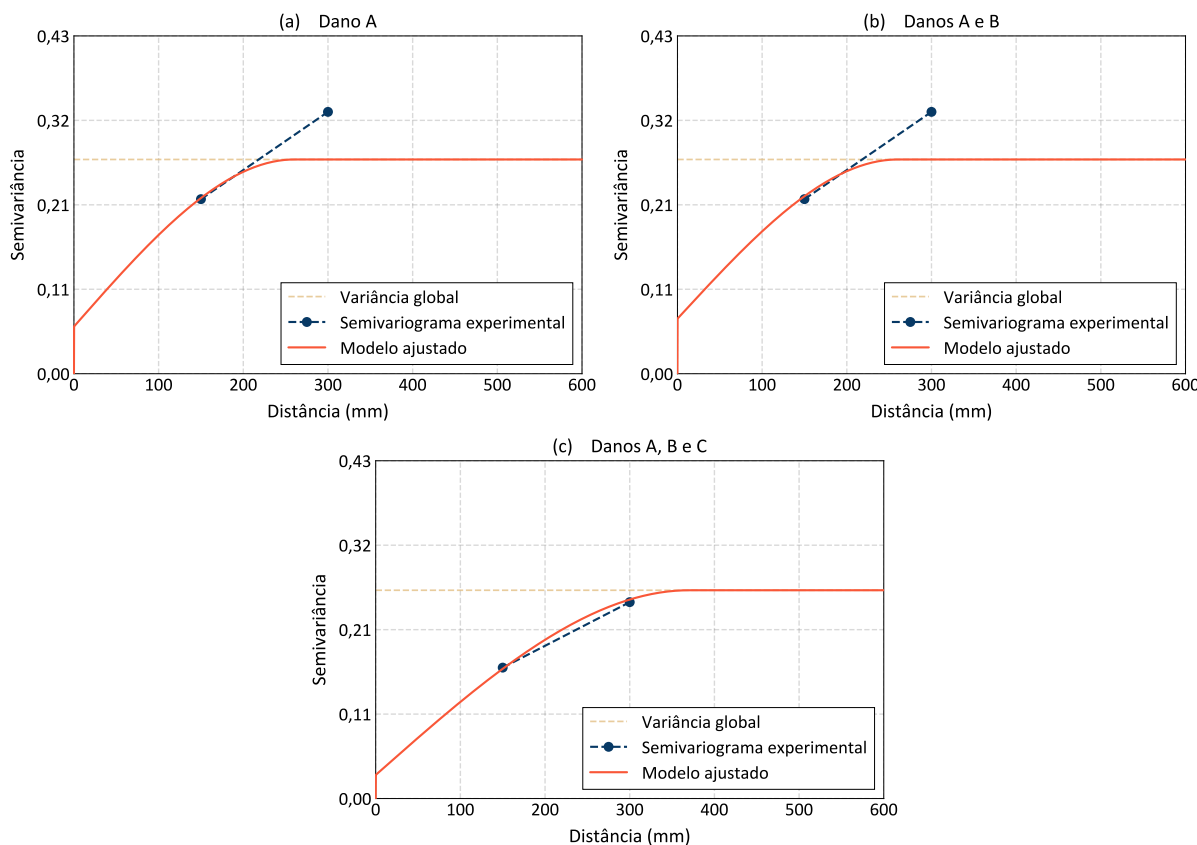 (a) Dano A
0,43
0,32
0,21
0,11
0,00
Semivariância
Variância global
Semivariograma experimental
Modelo ajustado
0 100 200 300 400 500 600
Distância (mm)
(b) Danos A e B
0,43
0,32
0,21
0,11
0,00
Semivariância
Variância global
Semivariograma experimental
Modelo ajustado
0 100 200 300 400 500 600
Distância (mm)
(c) Danos A, B e C
0,43
0,32
0,21
0,11
0,00
Semivariância
Variância global
Semivariograma experimental
Modelo ajustado
0 100 200 300 400 500 600
Distância (mm)